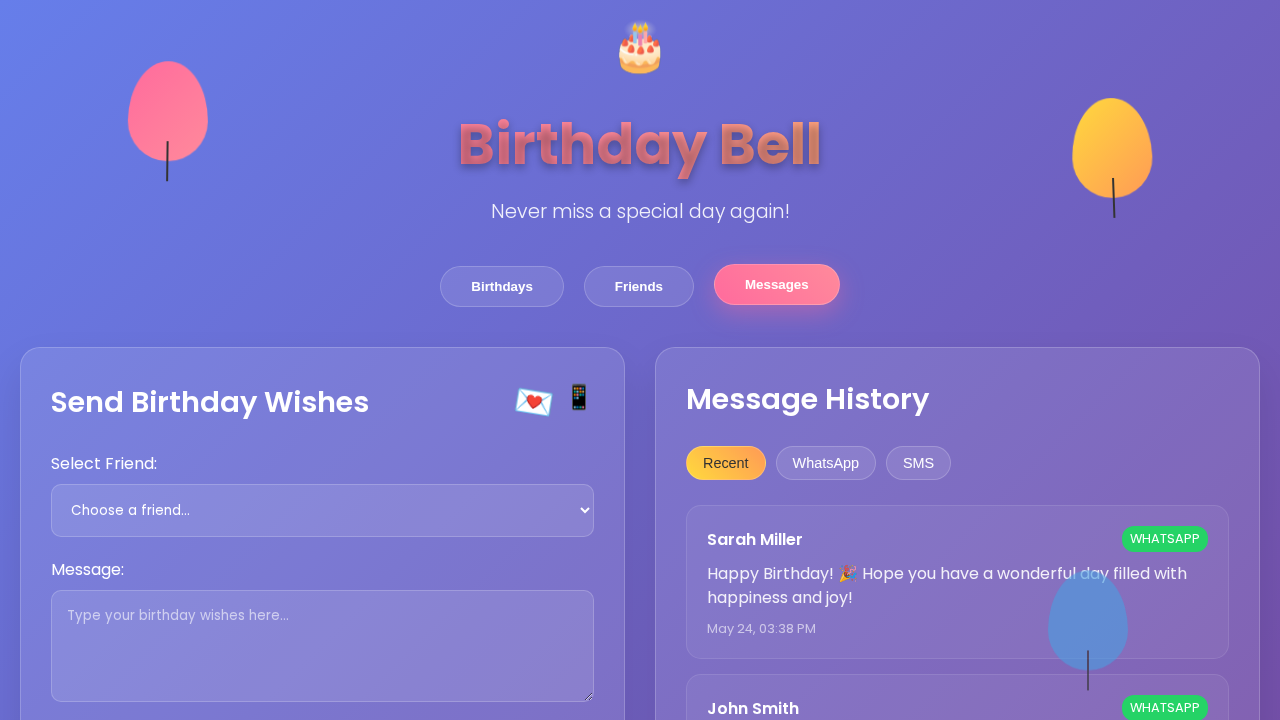 Birthday Bell
Never miss a special day again!
Birthdays
Friends
Messages
Send Birthday Wishes
Select Friend:
Choose a friend...
Message:
Type your birthday wishes here...
Message History
Recent
WhatsApp
SMS
Sarah Miller
WHATSAPP
Happy Birthday! 🎉 Hope you have a wonderful day filled with
happiness and joy!
May 24, 03:38 PM
John Smith
WHATSAPP